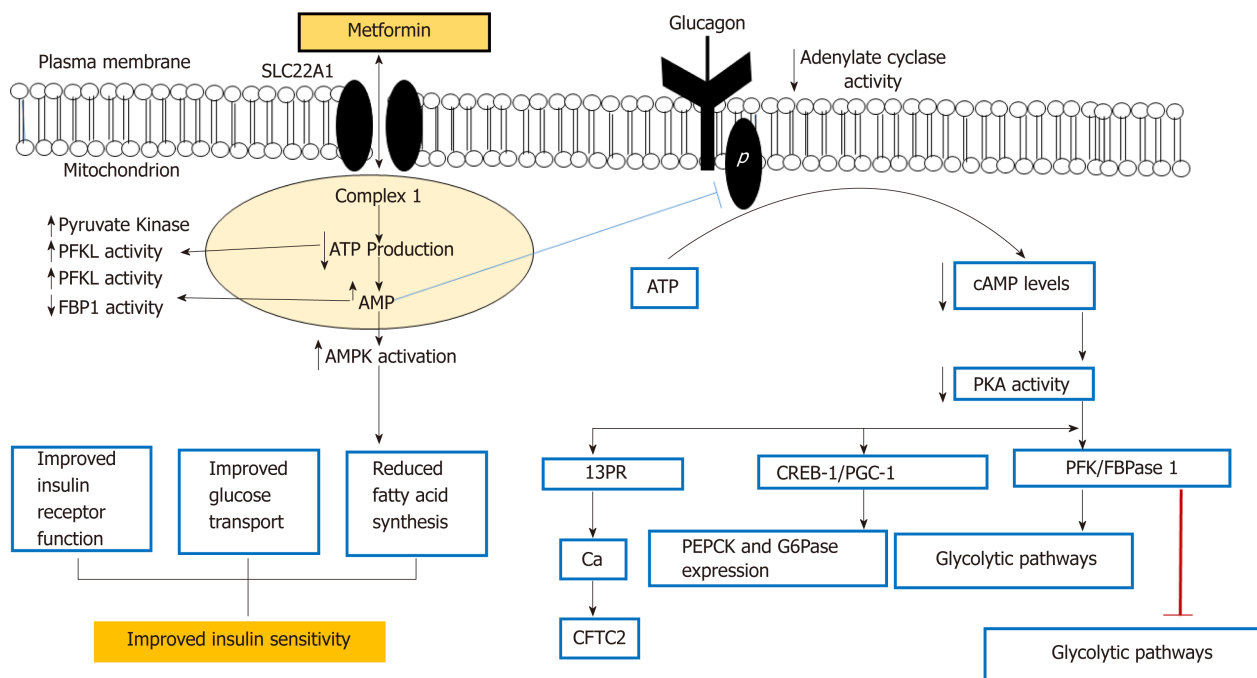 Metformin
Glucagon
Plasma membrane
SLC22A1
Adenylate cyclase
activity
Mitochondrion
p
Complex 1
Pyruvate Kinase
PFKL activity
ATP Production
PFKL activity
FBP1 activity
AMP
AMPK activation
ATP
cAMP levels
PKA activity
Improved
insulin
receptor
function
Improved
glucose
transport
Reduced
fatty acid
synthesis
13PR
CREB-1/PGC-1
PFK/FBPase 1
Ca
PEPCK and G6Pase
expression
Glycolytic pathways
CFTC2
Improved insulin sensitivity
Glycolytic pathways